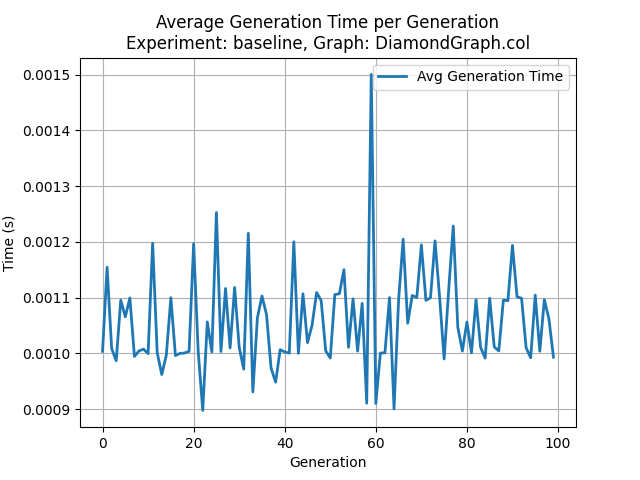 Average Generation Time per Generation
Experiment: baseline, Graph: DiamondGraph.col
Avg Generation Time
0.0015
0.0014
0.0013
0.0012
0.0011
0.0010
0.0009
Time (s)
0 20 40 60 80 100
Generation